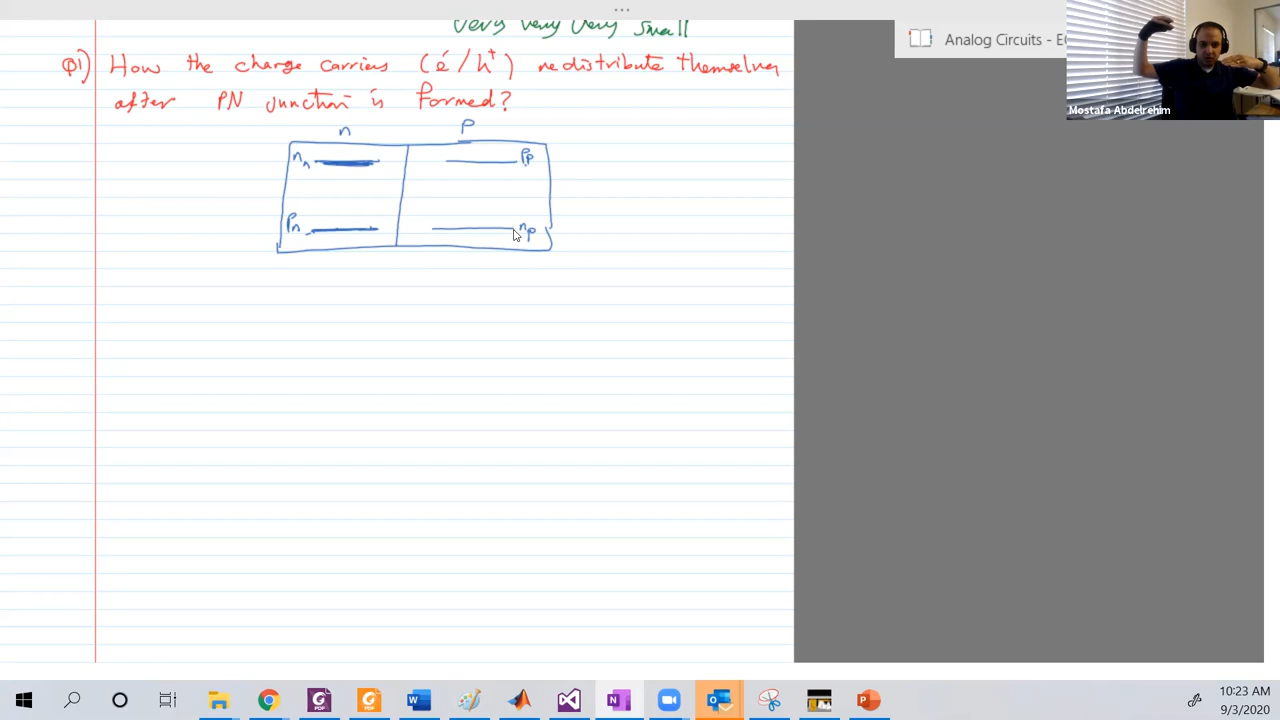 very very very small
Analog Circuits - E
Q1) How the charge carriers (e⁻/h⁺) redistribute themselves
after PN junction is formed?
n P
nn Pp
Pn np
Mostafa Abdelrehim
10:23 AM
9/3/2020